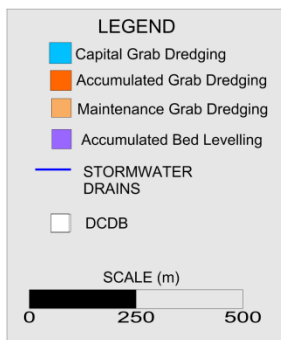 LEGEND
Capital Grab Dredging
Accumulated Grab Dredging
Maintenance Grab Dredging
Accumulated Bed Levelling
STORMWATER
DRAINS
DCDB
SCALE (m)
0 250 500